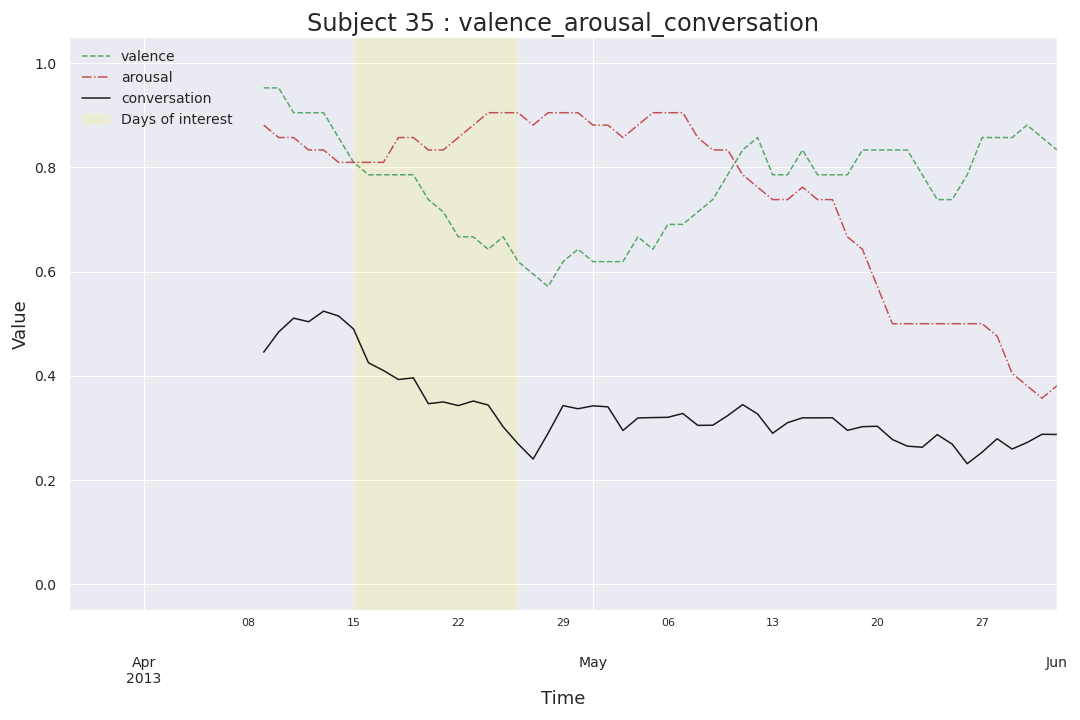 Subject 35 : valence_arousal_conversation
valence
arousal
conversation
Days of interest
1.0
0.8
0.6
0.4
0.2
0.0
Value
08 15 22 29 06 13 20 27
Apr May Jun
2013
Time